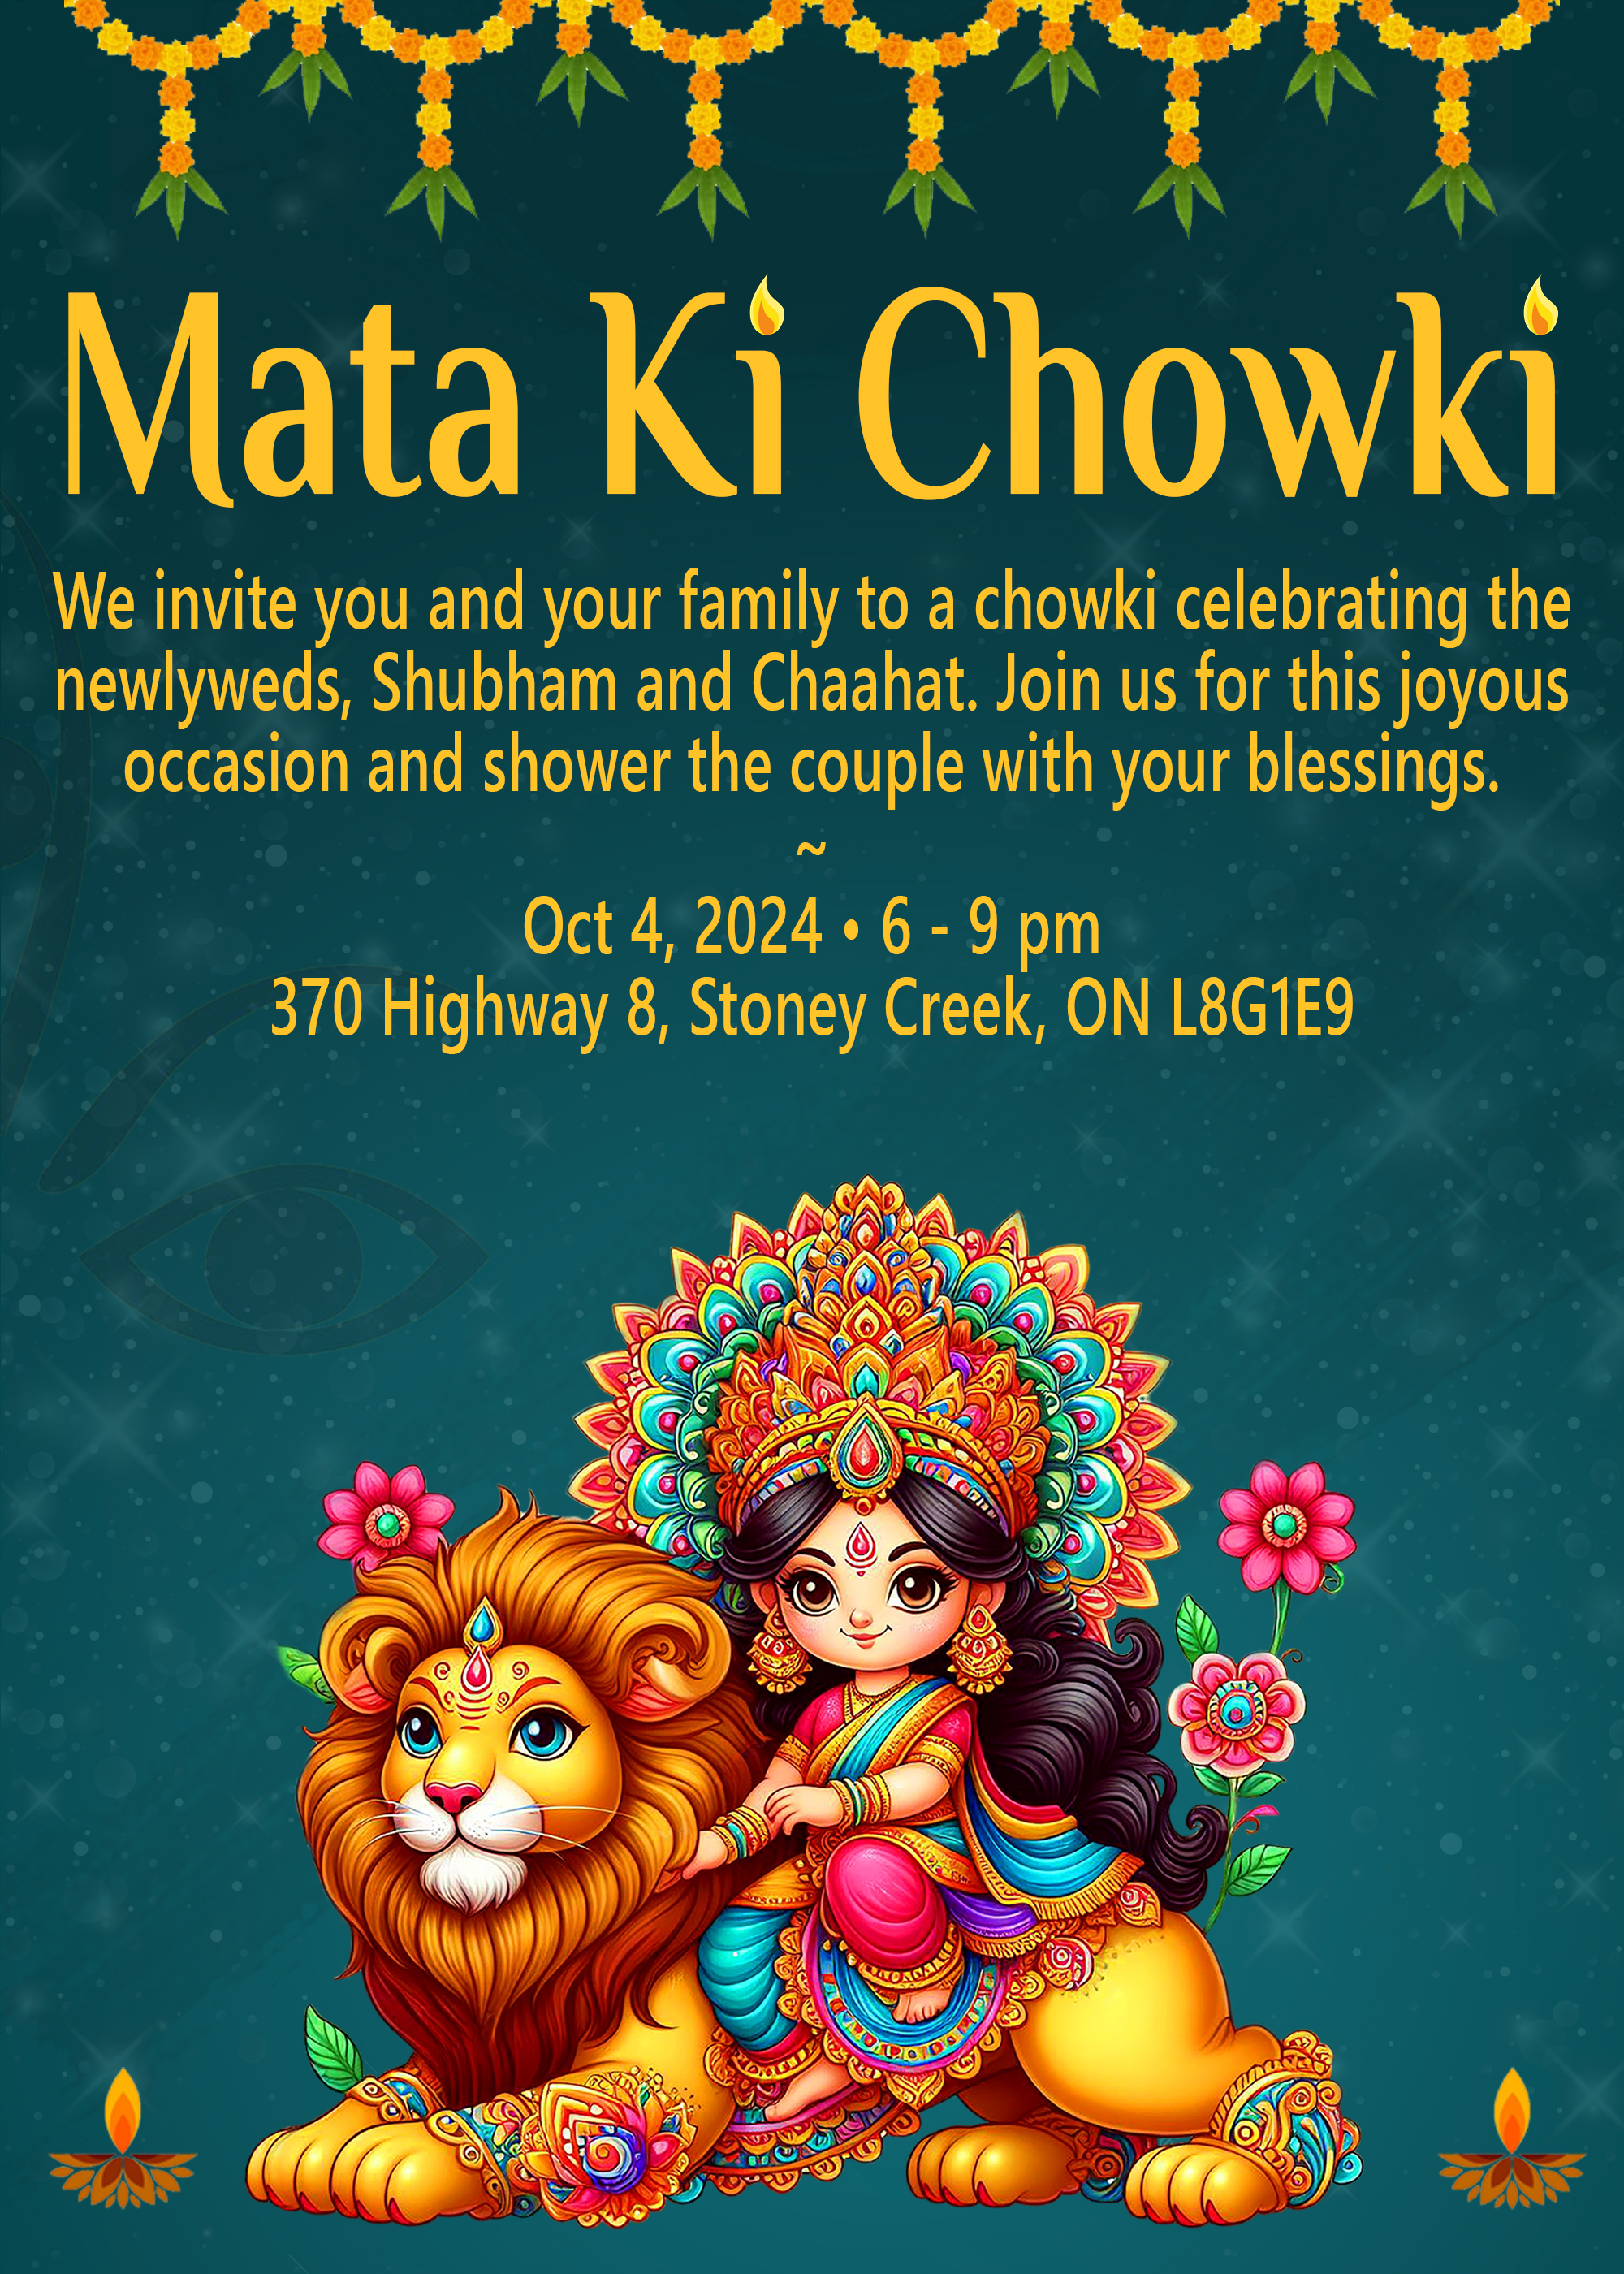 Mata Ki Chowki
We invite you and your family to a chowki celebrating the
newlyweds, Shubham and Chaahat. Join us for this joyous
occasion and shower the couple with your blessings.
~
Oct 4, 2024 • 6 - 9 pm
370 Highway 8, Stoney Creek, ON L8G1E9